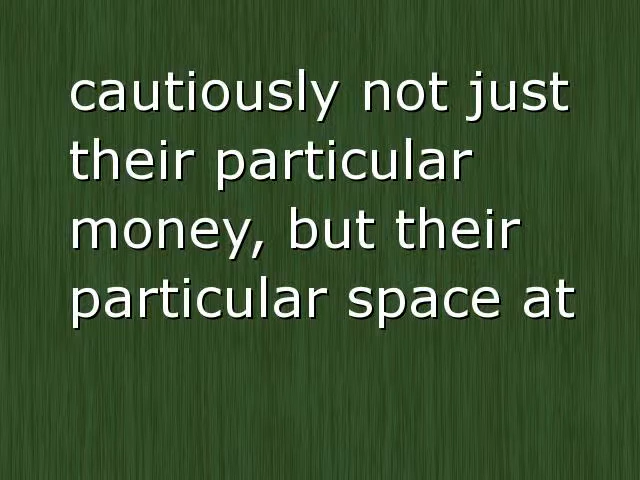 cautiously not just
their particular
money, but their
particular space at